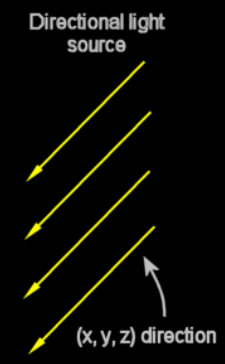 Directional light
source
(x, y, z) direction